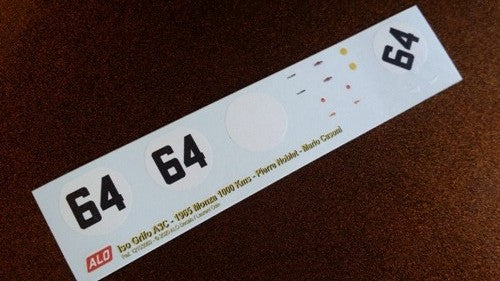 64
64
64
ALO
Iso Grifo A3C - 1965 Monza 1000 Kms - Pierre Noblet - Mario Casoni